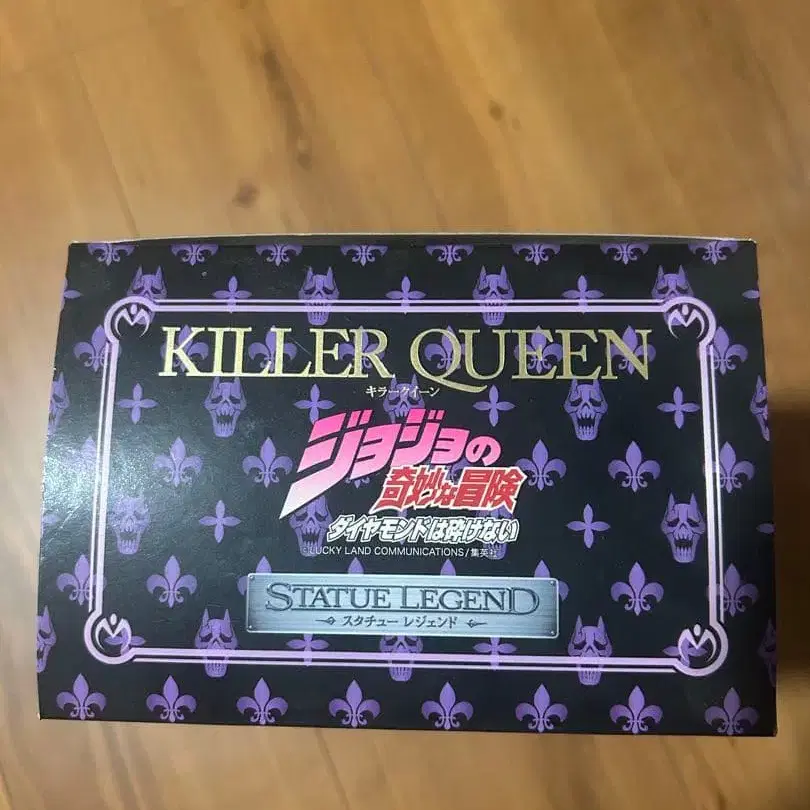 KILLER QUEEN
キラークイーン
ジョジョの
奇妙な冒険
ダイヤモンドは砕けない
©LUCKY LAND COMMUNICATIONS/集英社
STATUE LEGEND
スタチュー レジェンド